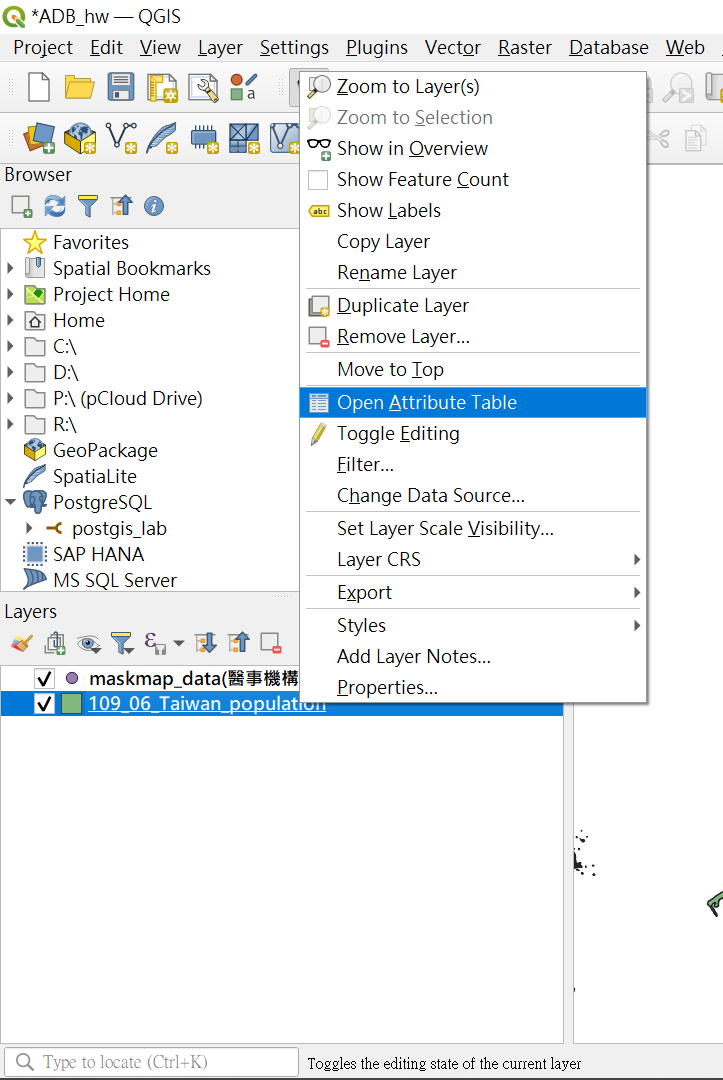 *ADB_hw — QGIS
Project Edit View Layer Settings Plugins Vector Raster Database Web
Zoom to Layer(s)
Zoom to Selection
Show in Overview
Show Feature Count
abc Show Labels
Copy Layer
Rename Layer
Duplicate Layer
Remove Layer...
Move to Top
Open Attribute Table
Toggle Editing
Filter...
Change Data Source...
Set Layer Scale Visibility...
Layer CRS
Export
Styles
Add Layer Notes...
Properties...
Browser
Favorites
Spatial Bookmarks
Project Home
Home
C:\
D:\
P:\ (pCloud Drive)
R:\
GeoPackage
SpatiaLite
PostgreSQL
postgis_lab
SAP HANA
MS SQL Server
Layers
maskmap_data(醫事機構
109_06_Taiwan_population
Type to locate (Ctrl+K)
Toggles the editing state of the current layer